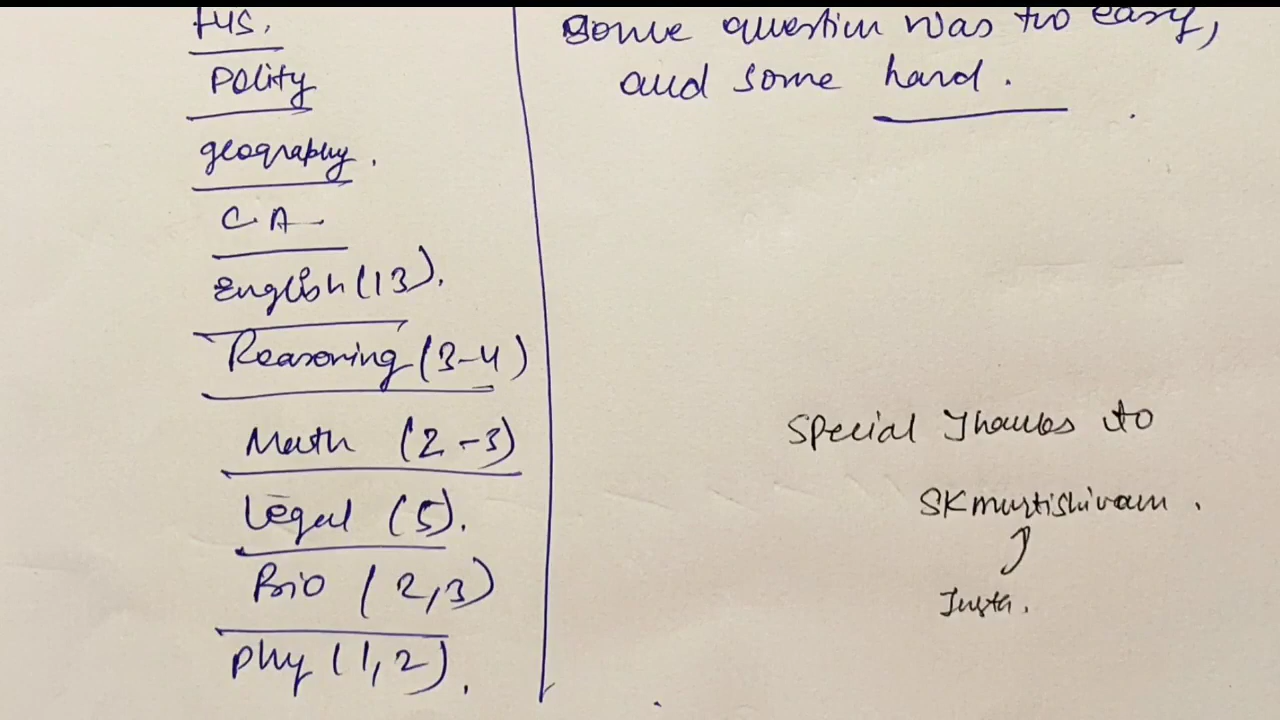 Polity
geography.
C A
English (13).
Reasoning (3-4)
Math (2-3)
Legal (5).
Bio (2,3)
Phy (1,2).
some question was too easy,
and some hard.
Special Thanks to
SKmurtishivam.
Insta.